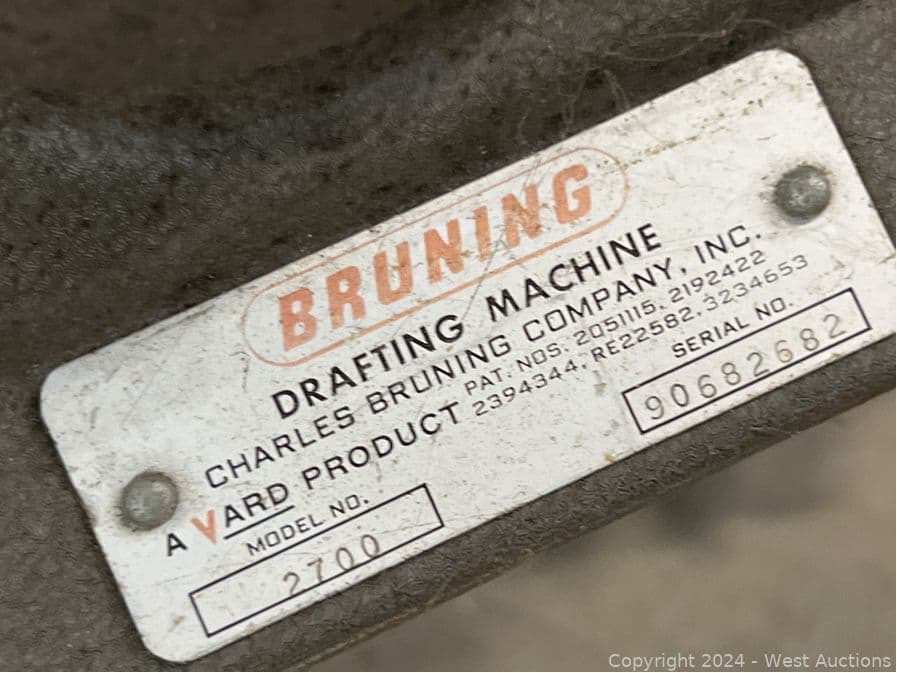 BRUNING
DRAFTING MACHINE
CHARLES BRUNING COMPANY, INC.
PAT. NOS. 2051115. 2192422
A VARD PRODUCT 2394344. RE22582. 3234653
MODEL NO. SERIAL NO.
2700 90682682
Copyright 2024 - West Auctions